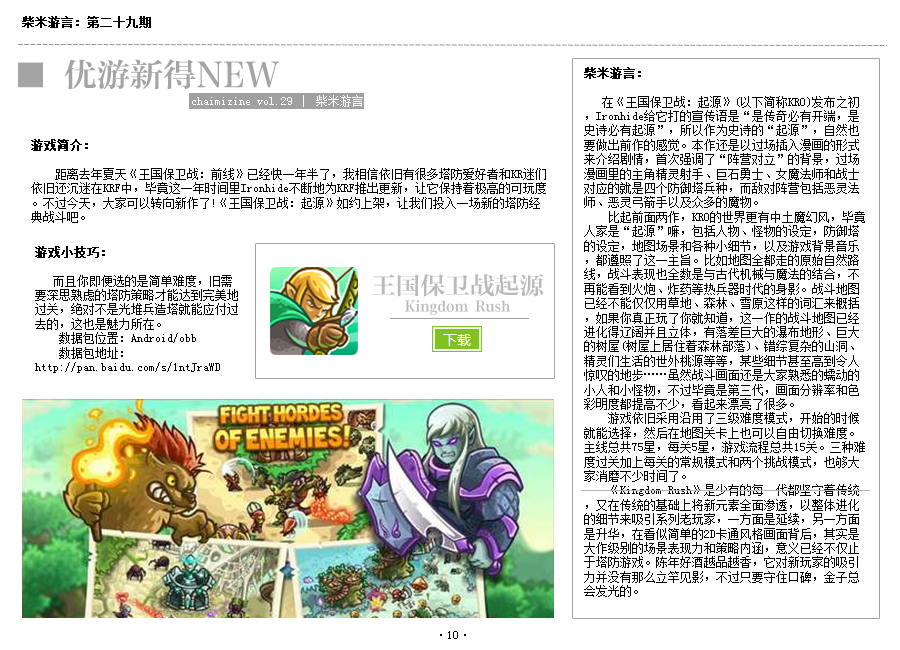 柴米游言：第二十九期
优游新得NEW
chaimizine vol.29 | 柴米游言
游戏简介：
距离去年夏天《王国保卫战：前线》已经快一年半了，我相信依旧有很多塔防爱好者和KR迷们
依旧还沉迷在KRF中，毕竟这一年时间里Ironhide不断地为KRF推出更新，让它保持着极高的可玩度
。不过今天，大家可以转向新作了！《王国保卫战：起源》如约上架，让我们投入一场新的塔防经
典战斗吧。
游戏小技巧：
而且你即便选的是简单难度，旧需
要深思熟虑的塔防策略才能达到完美地
过关，绝对不是光堆兵造塔就能应付过
去的，这也是魅力所在。
数据包位置：Android/obb
数据包地址：
http://pan.baidu.com/s/1ntJraWD
王国保卫战起源
Kingdom Rush
下载
FIGHT HORDES
OF ENEMIES!
柴米游言：
在《王国保卫战：起源》(以下简称KRO)发布之初
，Ironhide给它打的宣传语是“是传奇必有开端，是
史诗必有起源”，所以作为史诗的“起源”，自然也
要做出前作的感觉。本作还是以过场插入漫画的形式
来介绍剧情，首次强调了“阵营对立”的背景，过场
漫画里的主角精灵射手、巨石勇士、女魔法师和战士
对应的就是四个防御塔兵种，而敌对阵营包括恶灵法
师、恶灵弓箭手以及众多的魔物。
比起前面两作，KRO的世界更有中土魔幻风，毕竟
人家是“起源”嘛，包括人物、怪物的设定，防御塔
的设定，地图场景和各种小细节，以及游戏背景音乐
，都遵照了这一主旨。比如地图全都走的原始自然路
线，战斗表现也全数是与古代机械与魔法的结合，不
再能看到火炮、炸药等热兵器时代的身影。战斗地图
已经不能仅仅用草地、森林、雪原这样的词汇来概括
，如果你真正玩了你就知道，这一作的战斗地图已经
进化得辽阔并且立体，有落差巨大的瀑布地形、巨大
的树屋(树屋上居住着森林部落)、错综复杂的山洞、
精灵们生活的世外桃源等等，某些细节甚至高到令人
惊叹的地步……虽然战斗画面还是大家熟悉的蠕动的
小人和小怪物，不过毕竟是第三代，画面分辨率和色
彩明度都提高不少，看起来漂亮了很多。
游戏依旧采用沿用了三级难度模式，开始的时候
就能选择，然后在地图关卡上也可以自由切换难度。
主线总共75星，每关5星，游戏流程总共15关。三种难
度过关加上每关的常规模式和两个挑战模式，也够大
家消磨不少时间了。
《Kingdom Rush》是少有的每一代都坚守着传统
，又在传统的基础上将新元素全面渗透，以整体进化
的细节来吸引系列老玩家，一方面是延续，另一方面
是升华，在看似简单的2D卡通风格画面背后，其实是
大作级别的场景表现力和策略内涵，意义已经不仅止
于塔防游戏。陈年好酒越品越香，它对新玩家的吸引
力并没有那么立竿见影，不过只要守住口碑，金子总
会发光的。
·10·